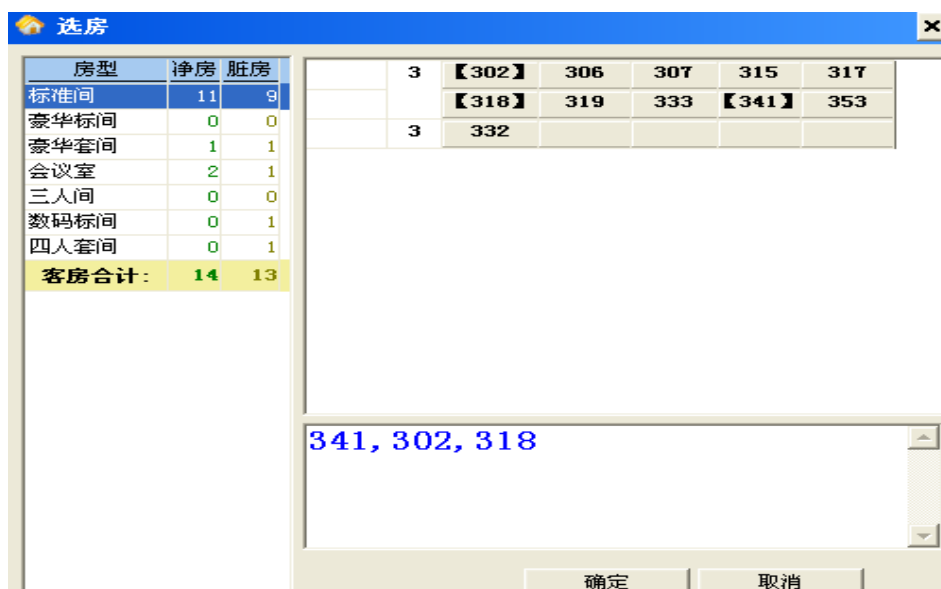 选房
房型 净房 脏房
标准间 11 9
豪华标间 0 0
豪华套间 1 1
会议室 2 1
三人间 0 0
数码标间 0 1
四人套间 0 1
客房合计: 14 13
3 【302】 306 307 315 317
【318】 319 333 【341】 353
3 332
341, 302, 318
确定 取消